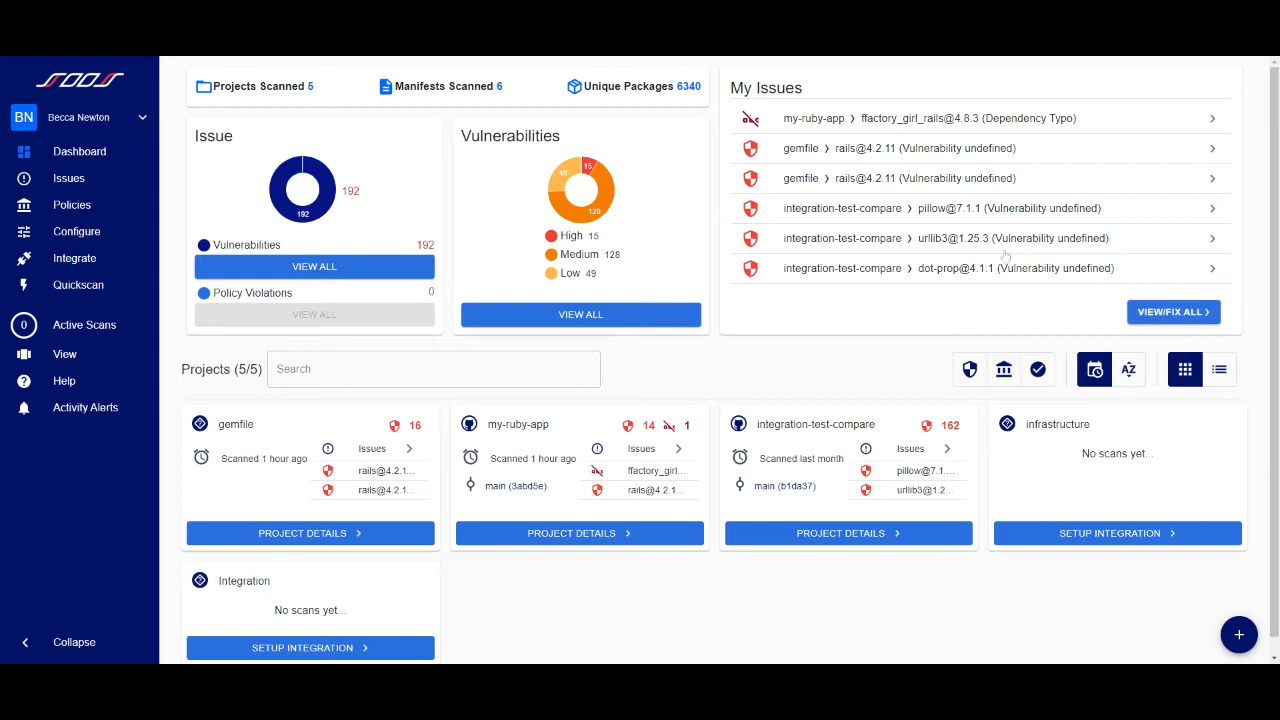 SOOS
BN
Becca Newton
Dashboard
Issues
Policies
Configure
Integrate
Quickscan
0
Active Scans
View
Help
Activity Alerts
Collapse
Projects Scanned 5
Manifests Scanned 6
Unique Packages 6340
Issue
192
192
Vulnerabilities 192
VIEW ALL
Policy Violations 0
VIEW ALL
Vulnerabilities
15
49
128
High 15
Medium 128
Low 49
VIEW ALL
My Issues
my-ruby-app > ffactory_girl_rails@4.8.3 (Dependency Typo)
gemfile > rails@4.2.11 (Vulnerability undefined)
gemfile > rails@4.2.11 (Vulnerability undefined)
integration-test-compare > pillow@7.1.1 (Vulnerability undefined)
integration-test-compare > urllib3@1.25.3 (Vulnerability undefined)
integration-test-compare > dot-prop@4.1.1 (Vulnerability undefined)
VIEW/FIX ALL >
Projects (5/5)
Search
AZ
gemfile
16
Issues
Scanned 1 hour ago
rails@4.2.1...
rails@4.2.1...
PROJECT DETAILS >
my-ruby-app
14
1
Issues
Scanned 1 hour ago
ffactory_girl...
main (3abd5e)
rails@4.2.1...
PROJECT DETAILS >
integration-test-compare
162
Issues
Scanned last month
pillow@7.1....
main (b1da37)
urllib3@1.2...
PROJECT DETAILS >
infrastructure
No scans yet...
SETUP INTEGRATION >
Integration
No scans yet...
SETUP INTEGRATION >
+